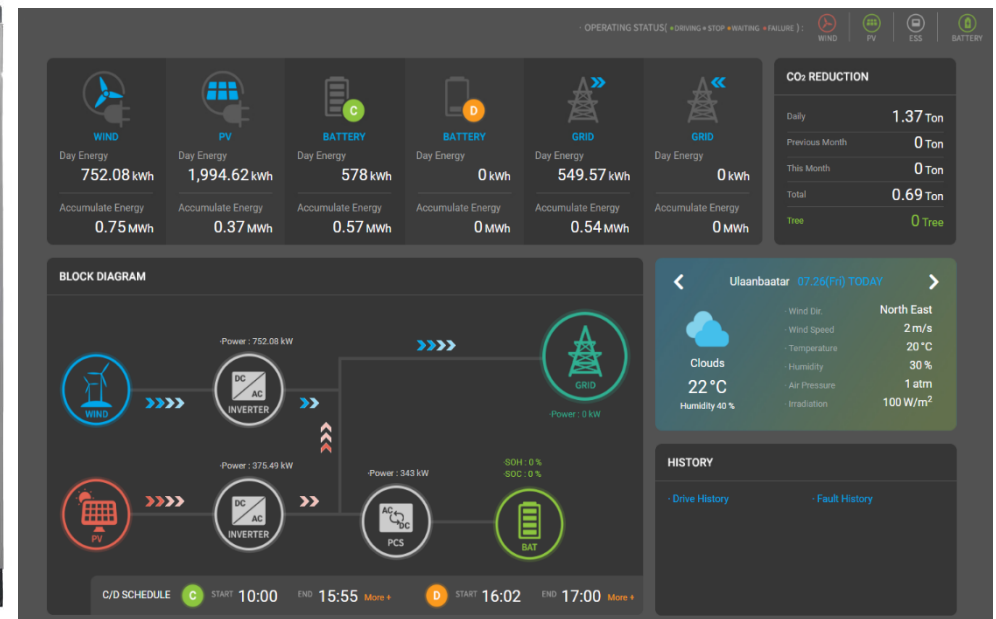 · OPERATING STATUS( ● DRIVING ● STOP ● WAITING ● FAILURE ) :
WIND PV ESS BATTERY
WIND
Day Energy
752.08 kWh
Accumulate Energy
0.75 MWh
PV
Day Energy
1,994.62 kWh
Accumulate Energy
0.37 MWh
C
BATTERY
Day Energy
578 kWh
Accumulate Energy
0.57 MWh
D
BATTERY
Day Energy
0 kWh
Accumulate Energy
0 MWh
GRID
Day Energy
549.57 kWh
Accumulate Energy
0.54 MWh
GRID
Day Energy
0 kWh
Accumulate Energy
0 MWh
CO₂ REDUCTION
Daily 1.37 Ton
Previous Month 0 Ton
This Month 0 Ton
Total 0.69 Ton
Tree 0 Tree
BLOCK DIAGRAM
WIND
·Power : 752.08 kW
DC
AC
INVERTER
GRID
·Power : 0 kW
PV
·Power : 375.49 kW
DC
AC
INVERTER
·Power : 343 kW
AC
DC
PCS
·SOH : 0 %
·SOC : 0 %
BAT
C/D SCHEDULE C START 10:00 END 15:55 More + D START 16:02 END 17:00 More +
Ulaanbaatar 07.26(Fri) TODAY
Clouds
22 °C
Humidity 40 %
· Wind Dir. North East
· Wind Speed 2 m/s
· Temperature 20 °C
· Humidity 30 %
· Air Pressure 1 atm
· Irradiation 100 W/m²
HISTORY
· Drive History · Fault History